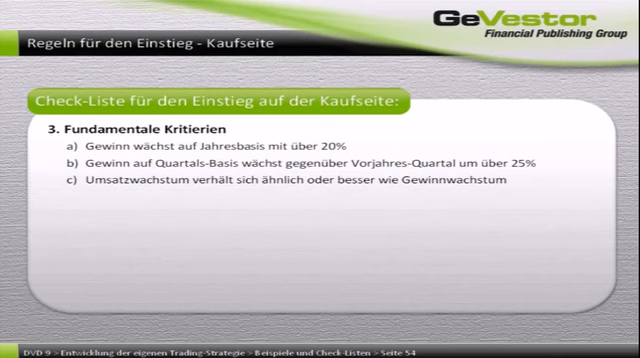 GeVestor
Financial Publishing Group
Regeln für den Einstieg - Kaufseite
Check-Liste für den Einstieg auf der Kaufseite:
3. Fundamentale Kritierien
a) Gewinn wächst auf Jahresbasis mit über 20%
b) Gewinn auf Quartals-Basis wächst gegenüber Vorjahres-Quartal um über 25%
c) Umsatzwachstum verhält sich ähnlich oder besser wie Gewinnwachstum
DVD 9 > Entwicklung der eigenen Trading-Strategie > Beispiele und Check-Listen > Seite 54